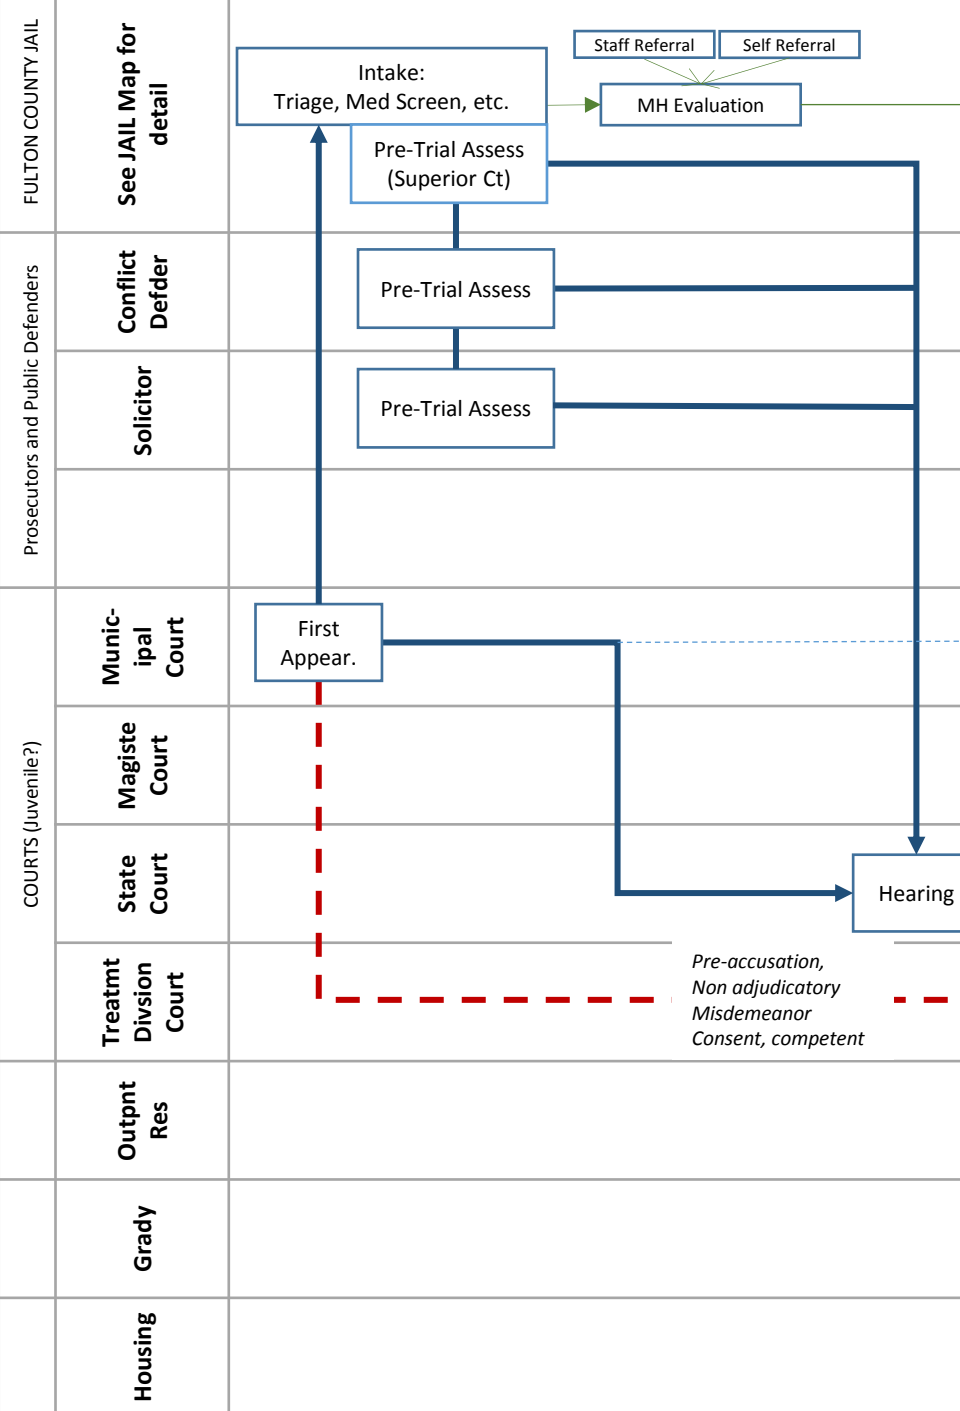 FULTON COUNTY JAIL
See JAIL Map for
detail
Intake:
Triage, Med Screen, etc.
Staff Referral
Self Referral
MH Evaluation
Pre-Trial Assess
(Superior Ct)
Prosecutors and Public Defenders
Conflict
Defder
Pre-Trial Assess
Solicitor
Pre-Trial Assess
COURTS (Juvenile?)
Munic-
ipal
Court
First
Appear.
Magiste
Court
State
Court
Hearing
Treatmt
Divsion
Court
Pre-accusation,
Non adjudicatory
Misdemeanor
Consent, competent
Outpnt
Res
Grady
Housing